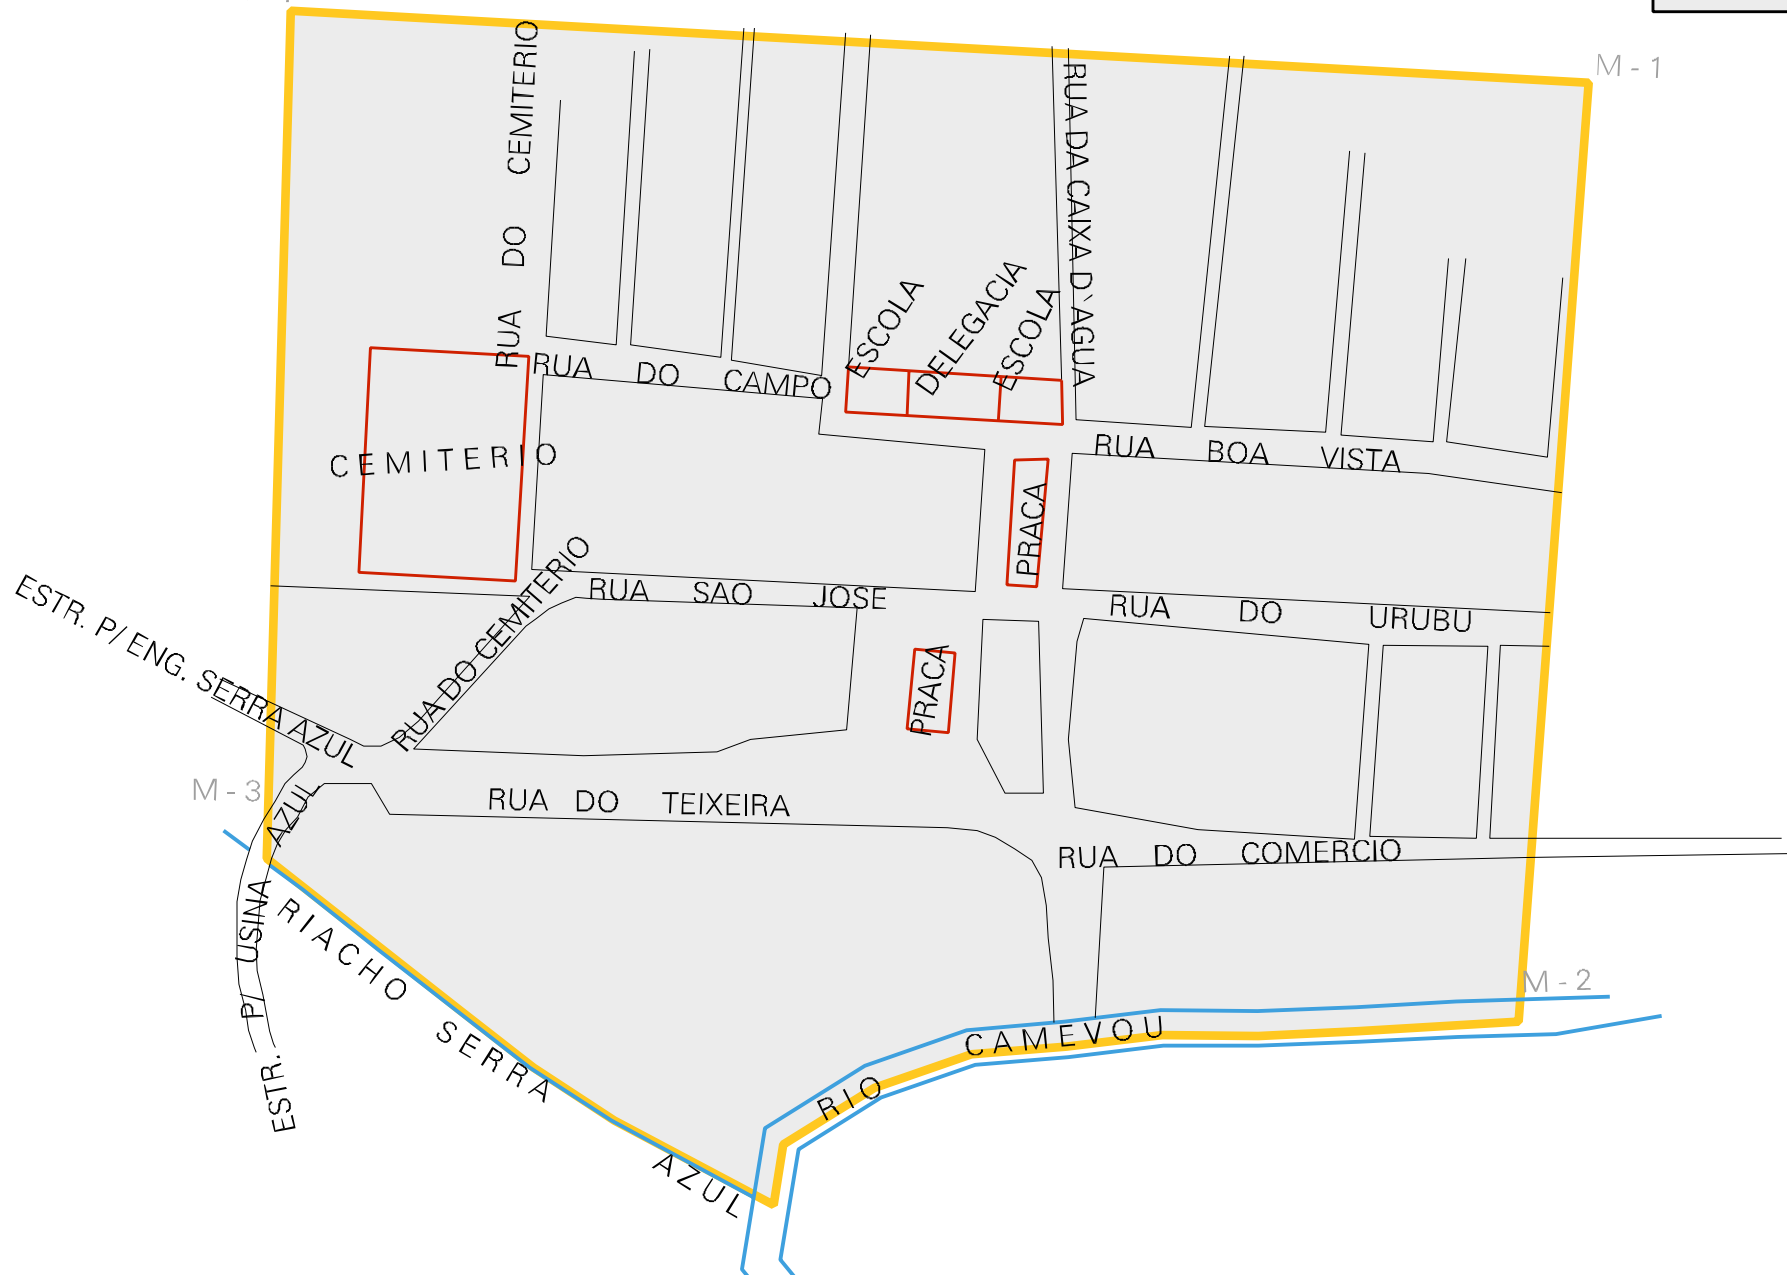 M - 1
RUA DO CEMITERIO
RUA DA CAIXA D`AGUA
ESCOLA
DELEGACIA
ESCOLA
RUA DO CAMPO
RUA BOA VISTA
CEMITERIO
PRACA
RUA SAO JOSE
RUA DO URUBU
RUA DO CEMITERIO
ESTR. P/ ENG. SERRA AZUL
PRACA
M - 3
RUA DO TEIXEIRA
RUA DO COMERCIO
ESTR. P/ USINA AZUL
RIACHO SERRA AZUL
M - 2
RIO CAMEVOU